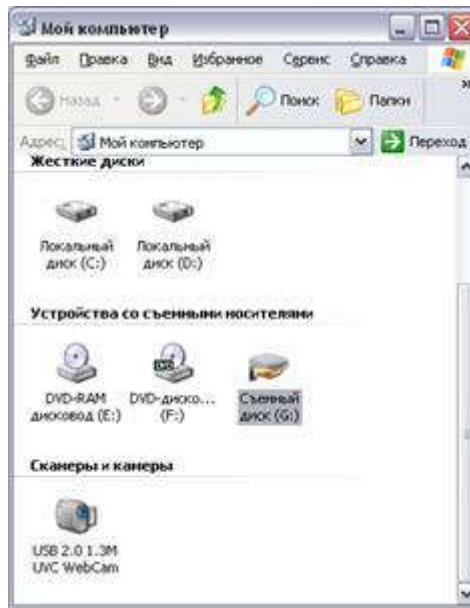 Мой компьютер
Файл Правка Вид Избранное Сервис Справка
Назад Поиск Папки
Адрес: Мой компьютер Переход
Жесткие диски
Локальный диск (C:)
Локальный диск (D:)
Устройства со съемными носителями
DVD-RAM дисковод (E:)
DVD-диско... (F:)
Съемный диск (G:)
Сканеры и камеры
USB 2.0 1.3M
UVC WebCam